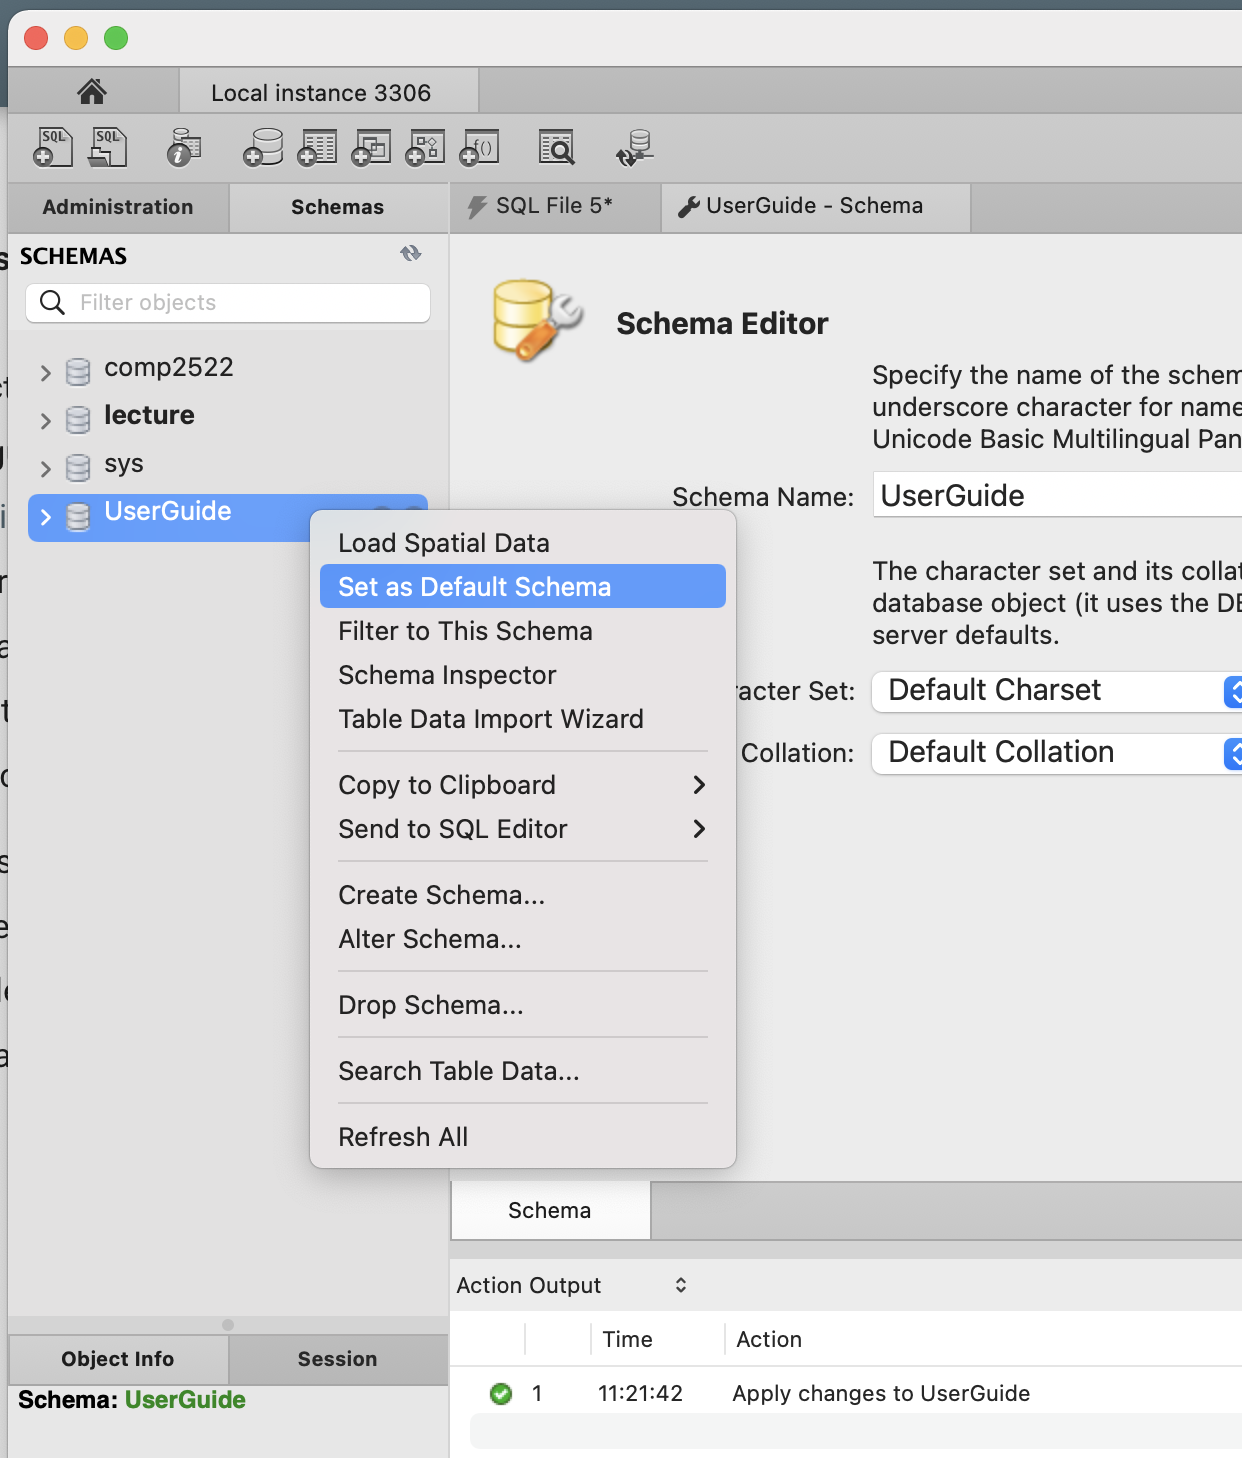 Local instance 3306
SQL
SQL
i
f()
Administration
Schemas
SQL File 5*
UserGuide - Schema
SCHEMAS
Filter objects
comp2522
lecture
sys
UserGuide
Schema Editor
Specify the name of the schem
underscore character for name
Unicode Basic Multilingual Pan
Schema Name:
UserGuide
The character set and its collat
database object (it uses the DE
server defaults.
racter Set:
Default Charset
Collation:
Default Collation
Load Spatial Data
Set as Default Schema
Filter to This Schema
Schema Inspector
Table Data Import Wizard
Copy to Clipboard
Send to SQL Editor
Create Schema...
Alter Schema...
Drop Schema...
Search Table Data...
Refresh All
Schema
Action Output
Time
Action
1
11:21:42
Apply changes to UserGuide
Object Info
Session
Schema: UserGuide